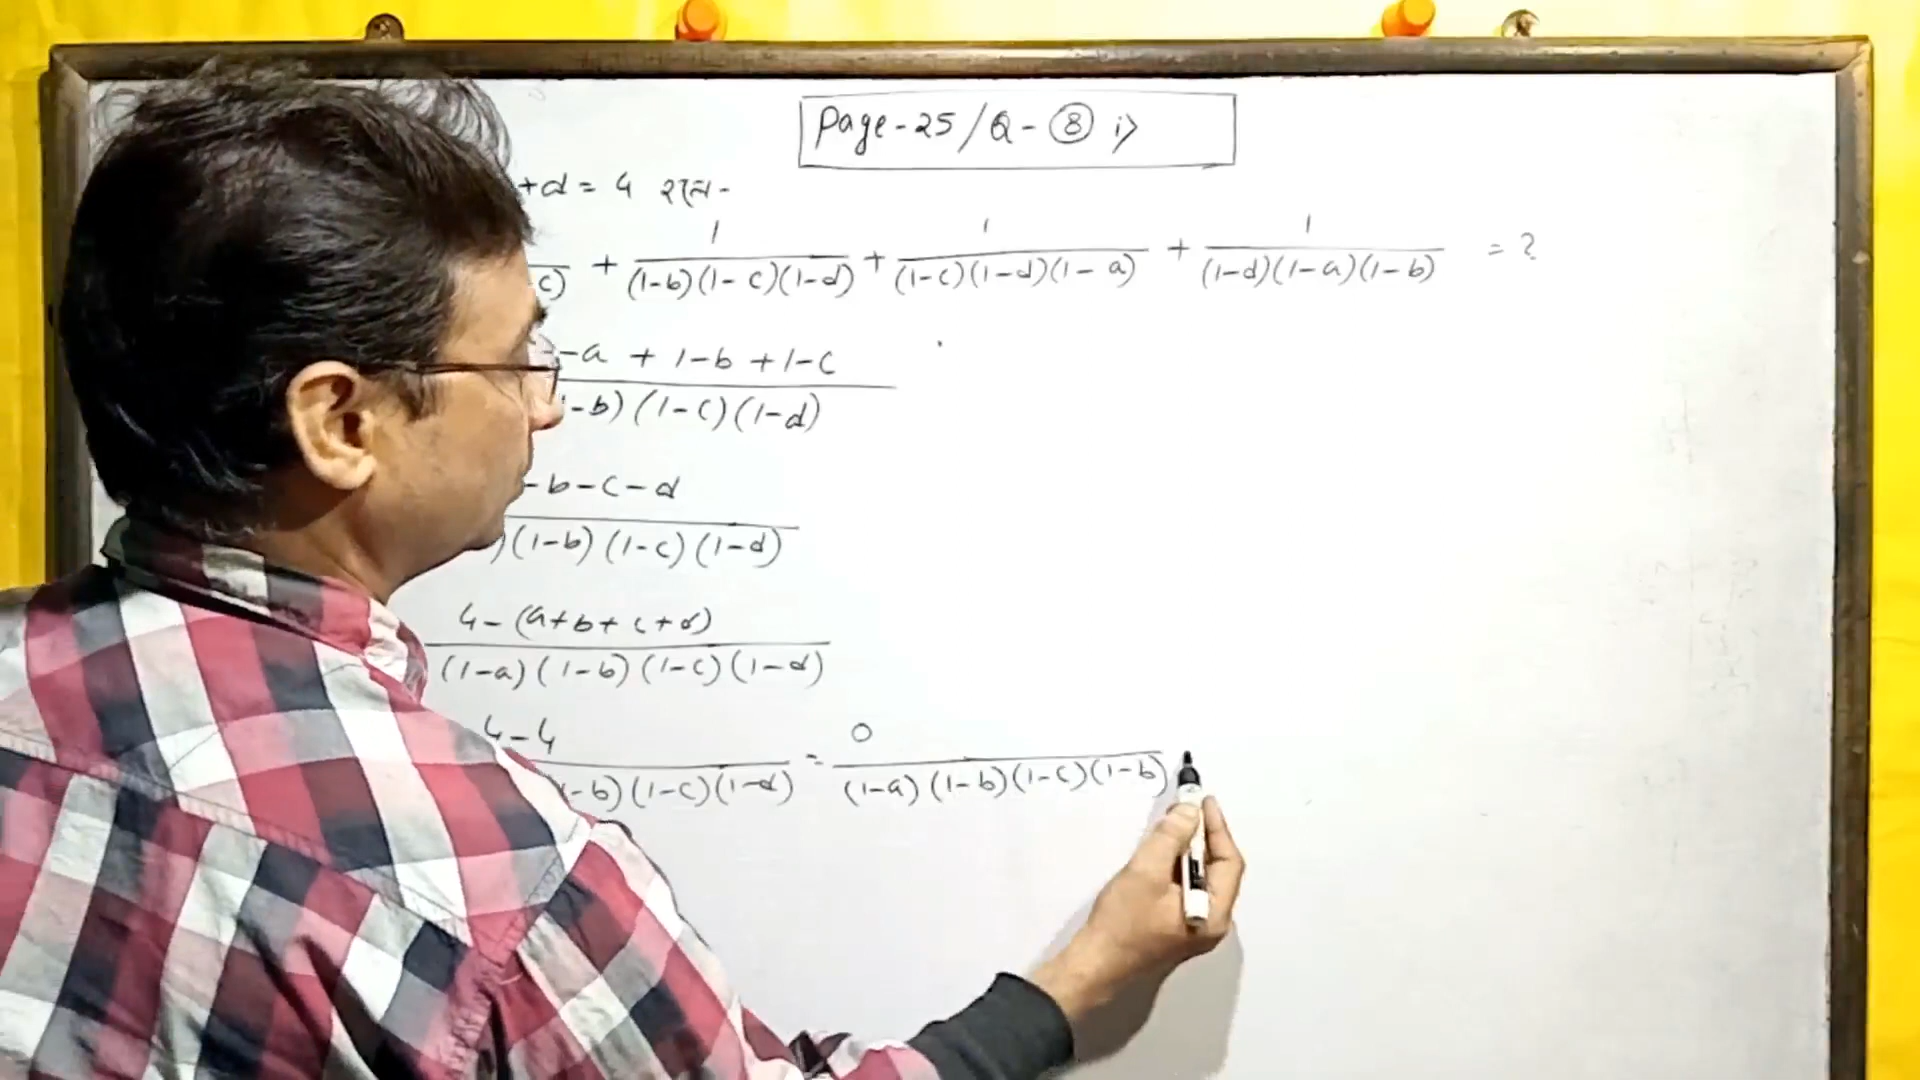 Page-25/Q-⑧ i>
+d = 4 হলে-
c) + 1/(1-b)(1-c)(1-d) + 1/(1-c)(1-d)(1-a) + 1/(1-d)(1-a)(1-b) = ?
-a + 1-b + 1-c
-b) (1-c) (1-d)
-b-c-d
)(1-b) (1-c) (1-d)
4-(a+b+c+d)
(1-a) (1-b) (1-c) (1-d)
4-4 / -b) (1-c) (1-d) = 0 / (1-a) (1-b) (1-c) (1-b)